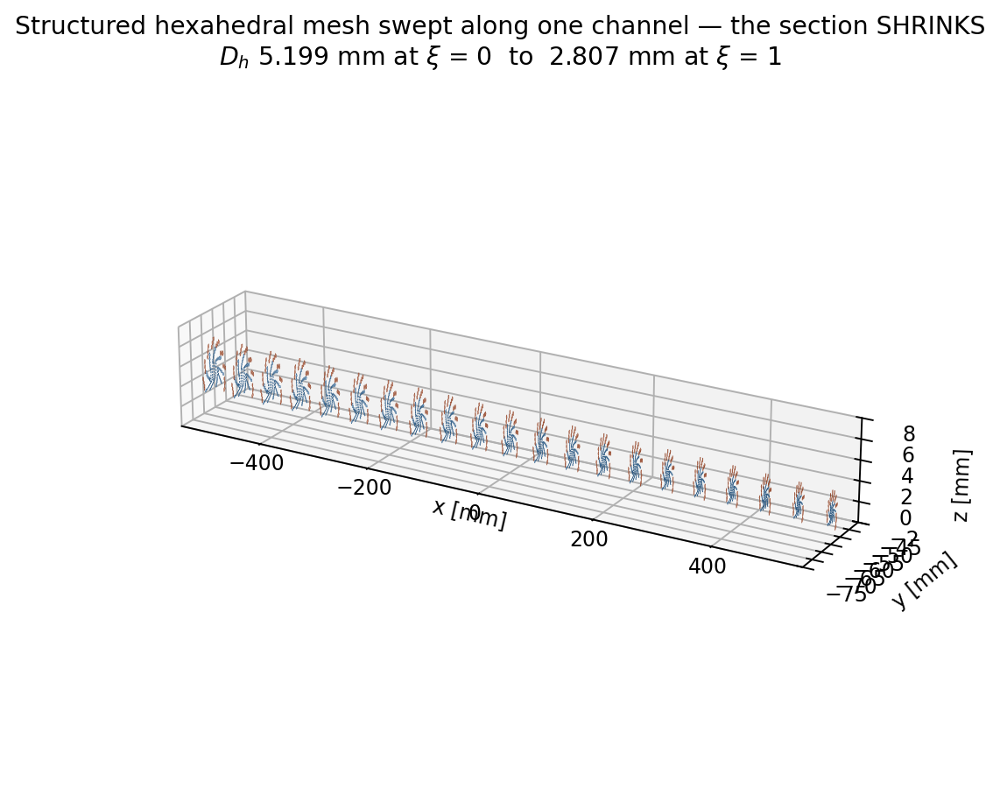 Structured hexahedral mesh swept along one channel — the section SHRINKS
$D_h$ 5.199 mm at ξ = 0 to 2.807 mm at ξ = 1
8
6
4
2
0
z [mm]
−400
−200
0
200
400
x [mm]
−75
y [mm]